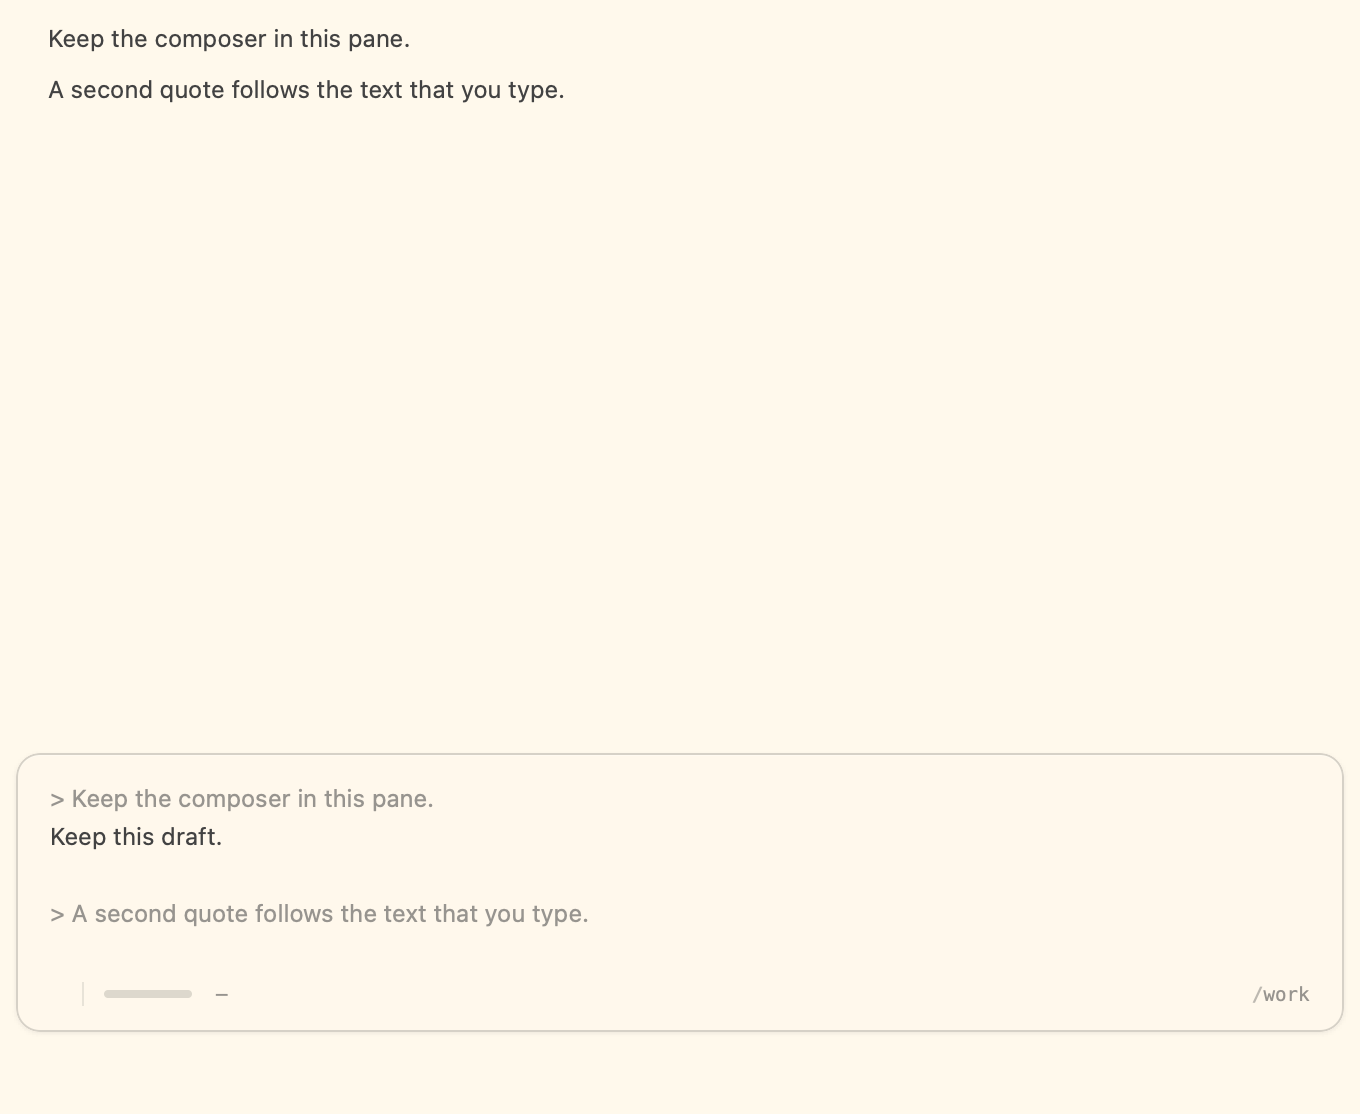 Keep the composer in this pane.
A second quote follows the text that you type.
> Keep the composer in this pane.
Keep this draft.
> A second quote follows the text that you type.
– /work